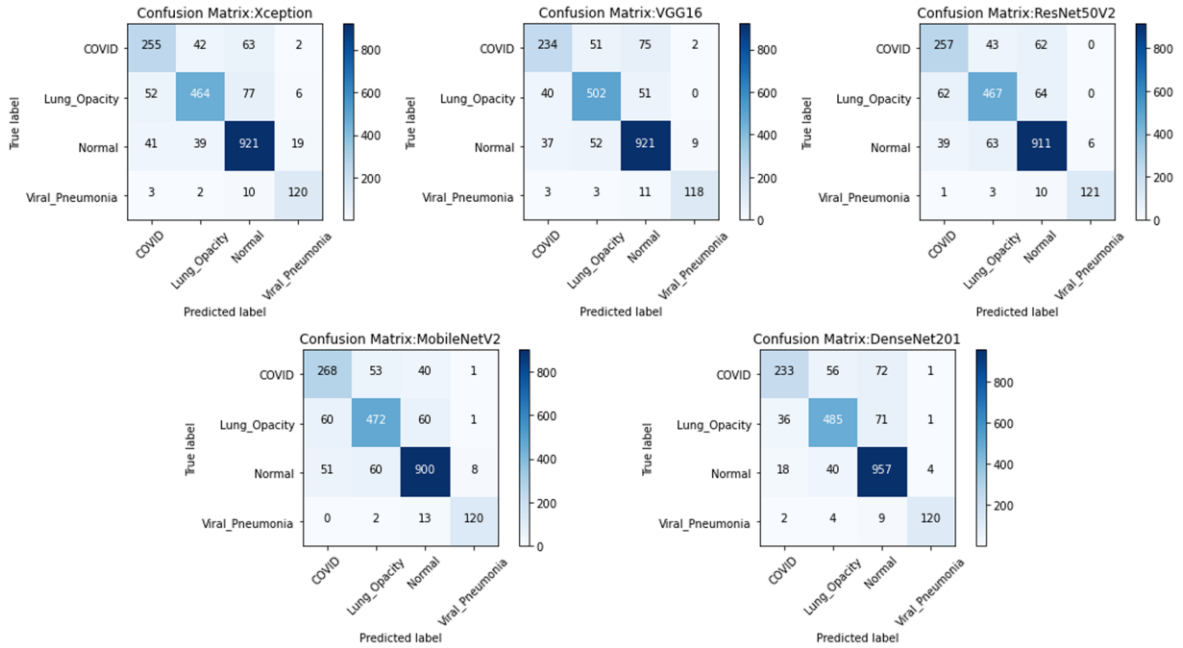 Confusion Matrix:Xception
True label
COVID 255 42 63 2
Lung_Opacity 52 464 77 6
Normal 41 39 921 19
Viral_Pneumonia 3 2 10 120
COVID Lung_Opacity Normal Viral_Pneumonia
Predicted label
800
600
400
200
Confusion Matrix:VGG16
True label
COVID 234 51 75 2
Lung_Opacity 40 502 51 0
Normal 37 52 921 9
Viral_Pneumonia 3 3 11 118
COVID Lung_Opacity Normal Viral_Pneumonia
Predicted label
800
600
400
200
0
Confusion Matrix:ResNet50V2
True label
COVID 257 43 62 0
Lung_Opacity 62 467 64 0
Normal 39 63 911 6
Viral_Pneumonia 1 3 10 121
COVID Lung_Opacity Normal Viral_Pneumonia
Predicted label
800
600
400
200
0
Confusion Matrix:MobileNetV2
True label
COVID 268 53 40 1
Lung_Opacity 60 472 60 1
Normal 51 60 900 8
Viral_Pneumonia 0 2 13 120
COVID Lung_Opacity Normal Viral_Pneumonia
Predicted label
800
600
400
200
0
Confusion Matrix:DenseNet201
True label
COVID 233 56 72 1
Lung_Opacity 36 485 71 1
Normal 18 40 957 4
Viral_Pneumonia 2 4 9 120
COVID Lung_Opacity Normal Viral_Pneumonia
Predicted label
800
600
400
200